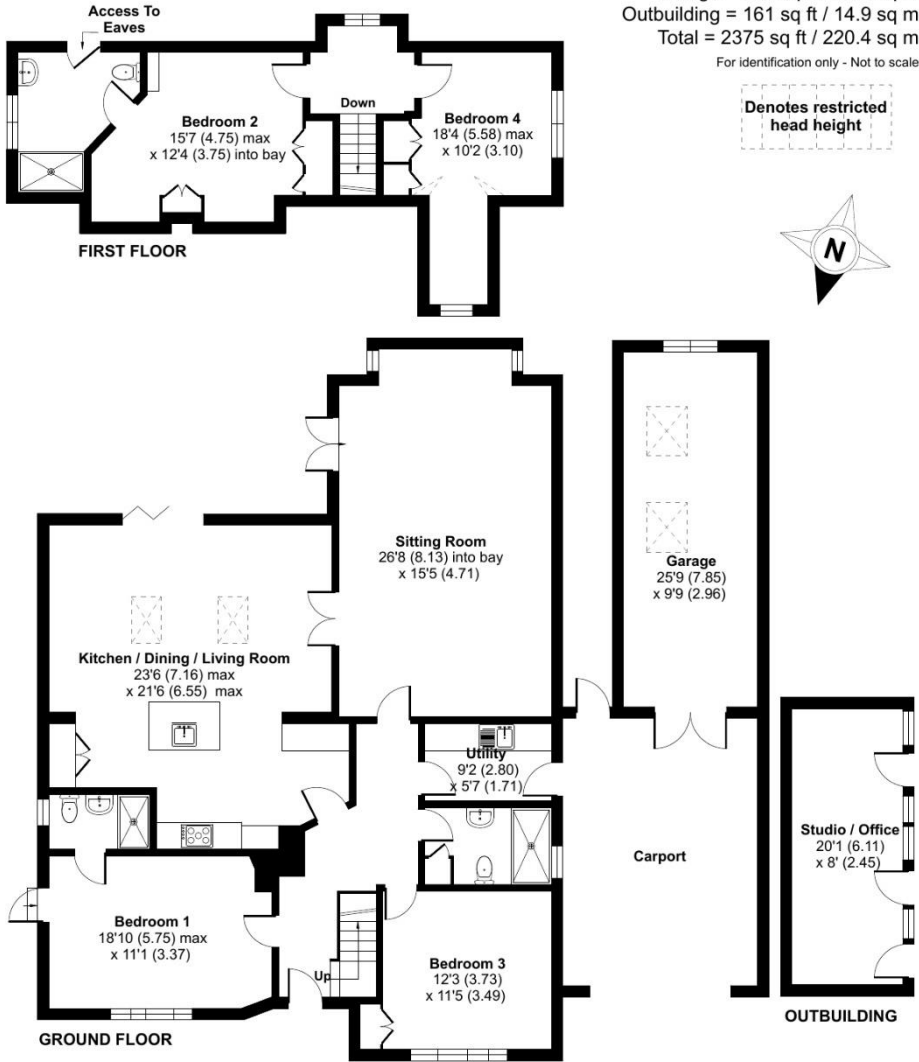 Outbuilding = 161 sq ft / 14.9 sq m
Total = 2375 sq ft / 220.4 sq m
For identification only - Not to scale
Denotes restricted
head height
N
Access To
Eaves
Bedroom 2
15'7 (4.75) max
x 12'4 (3.75) into bay
Down
Bedroom 4
18'4 (5.58) max
x 10'2 (3.10)
FIRST FLOOR
Sitting Room
26'8 (8.13) into bay
x 15'5 (4.71)
Garage
25'9 (7.85)
x 9'9 (2.96)
Kitchen / Dining / Living Room
23'6 (7.16) max
x 21'6 (6.55) max
Utility
9'2 (2.80)
x 5'7 (1.71)
Studio / Office
20'1 (6.11)
x 8' (2.45)
Carport
Bedroom 1
18'10 (5.75) max
x 11'1 (3.37)
Up
Bedroom 3
12'3 (3.73)
x 11'5 (3.49)
GROUND FLOOR
OUTBUILDING